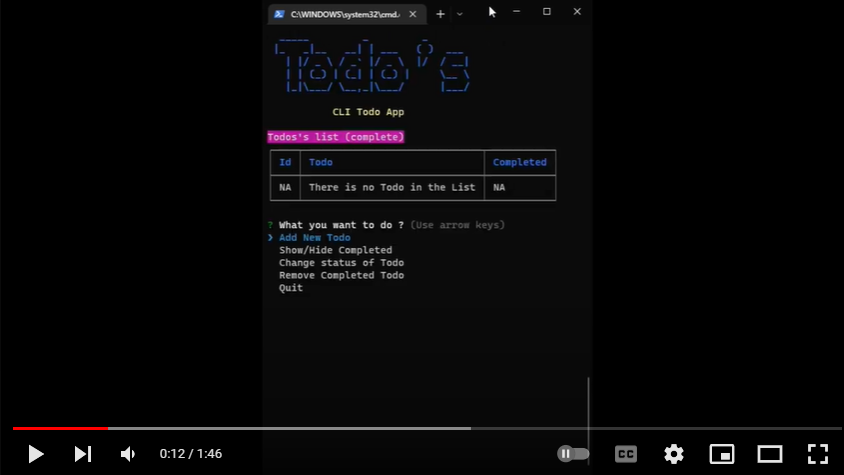 C:\WINDOWS\system32\cmd.
Todo's
CLI Todo App
Todos's list (complete)
Id Todo Completed
NA There is no Todo in the List NA
? What you want to do ? (Use arrow keys)
❯ Add New Todo
Show/Hide Completed
Change status of Todo
Remove Completed Todo
Quit
0:12 / 1:46
CC